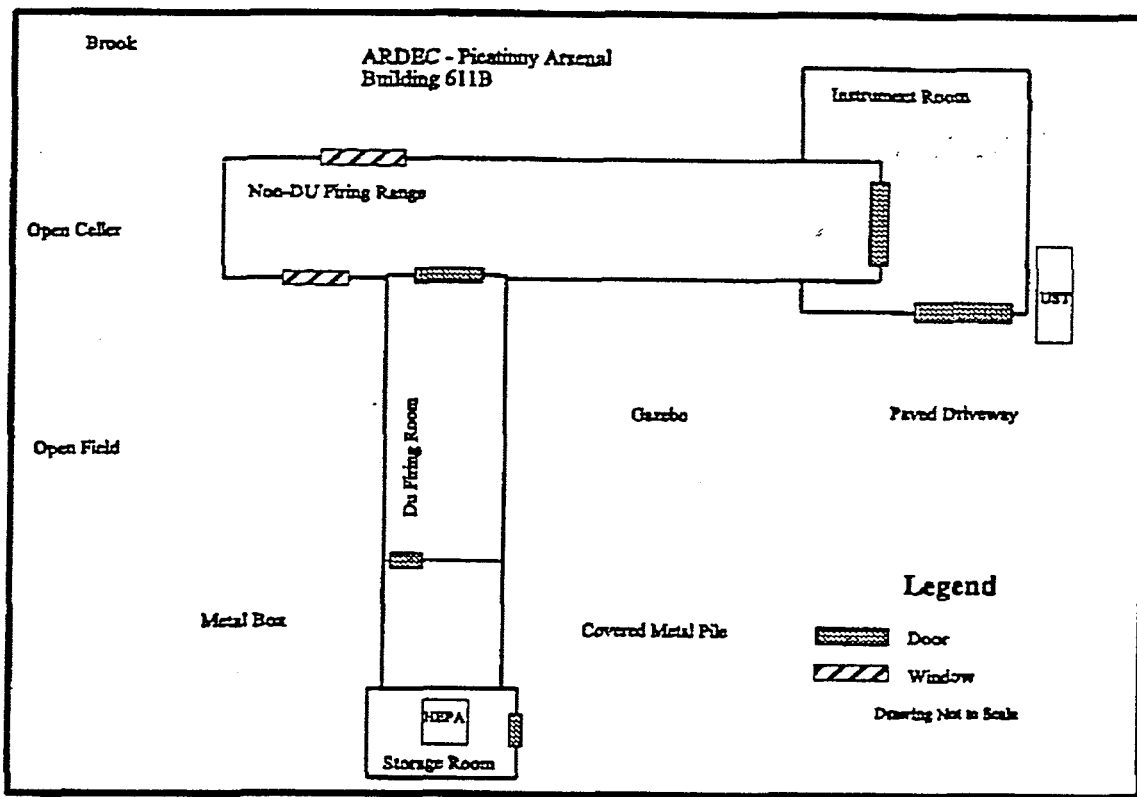 Brook
ARDEC - Picatinny Arsenal
Building 611B
Instrument Room
Non-DU Firing Range
Open Celler
UST
Gazebo
Paved Driveway
Du Firing Room
Open Field
Legend
Metal Box
Covered Metal Pile
Door
Window
HEPA
Drawing Not to Scale
Storage Room